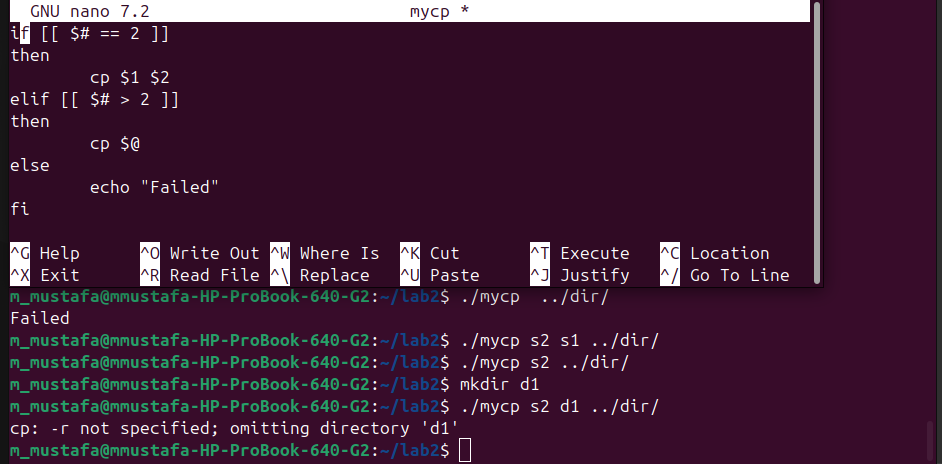 GNU nano 7.2 mycp *
if [[ $# == 2 ]]
then
cp $1 $2
elif [[ $# > 2 ]]
then
cp $@
else
echo "Failed"
fi
^G Help ^O Write Out ^W Where Is ^K Cut ^T Execute ^C Location
^X Exit ^R Read File ^\ Replace ^U Paste ^J Justify ^/ Go To Line
m_mustafa@mmustafa-HP-ProBook-640-G2:~/lab2$ ./mycp  ../dir/
Failed
m_mustafa@mmustafa-HP-ProBook-640-G2:~/lab2$ ./mycp s2 s1 ../dir/
m_mustafa@mmustafa-HP-ProBook-640-G2:~/lab2$ ./mycp s2 ../dir/
m_mustafa@mmustafa-HP-ProBook-640-G2:~/lab2$ mkdir d1
m_mustafa@mmustafa-HP-ProBook-640-G2:~/lab2$ ./mycp s2 d1 ../dir/
cp: -r not specified; omitting directory 'd1'
m_mustafa@mmustafa-HP-ProBook-640-G2:~/lab2$